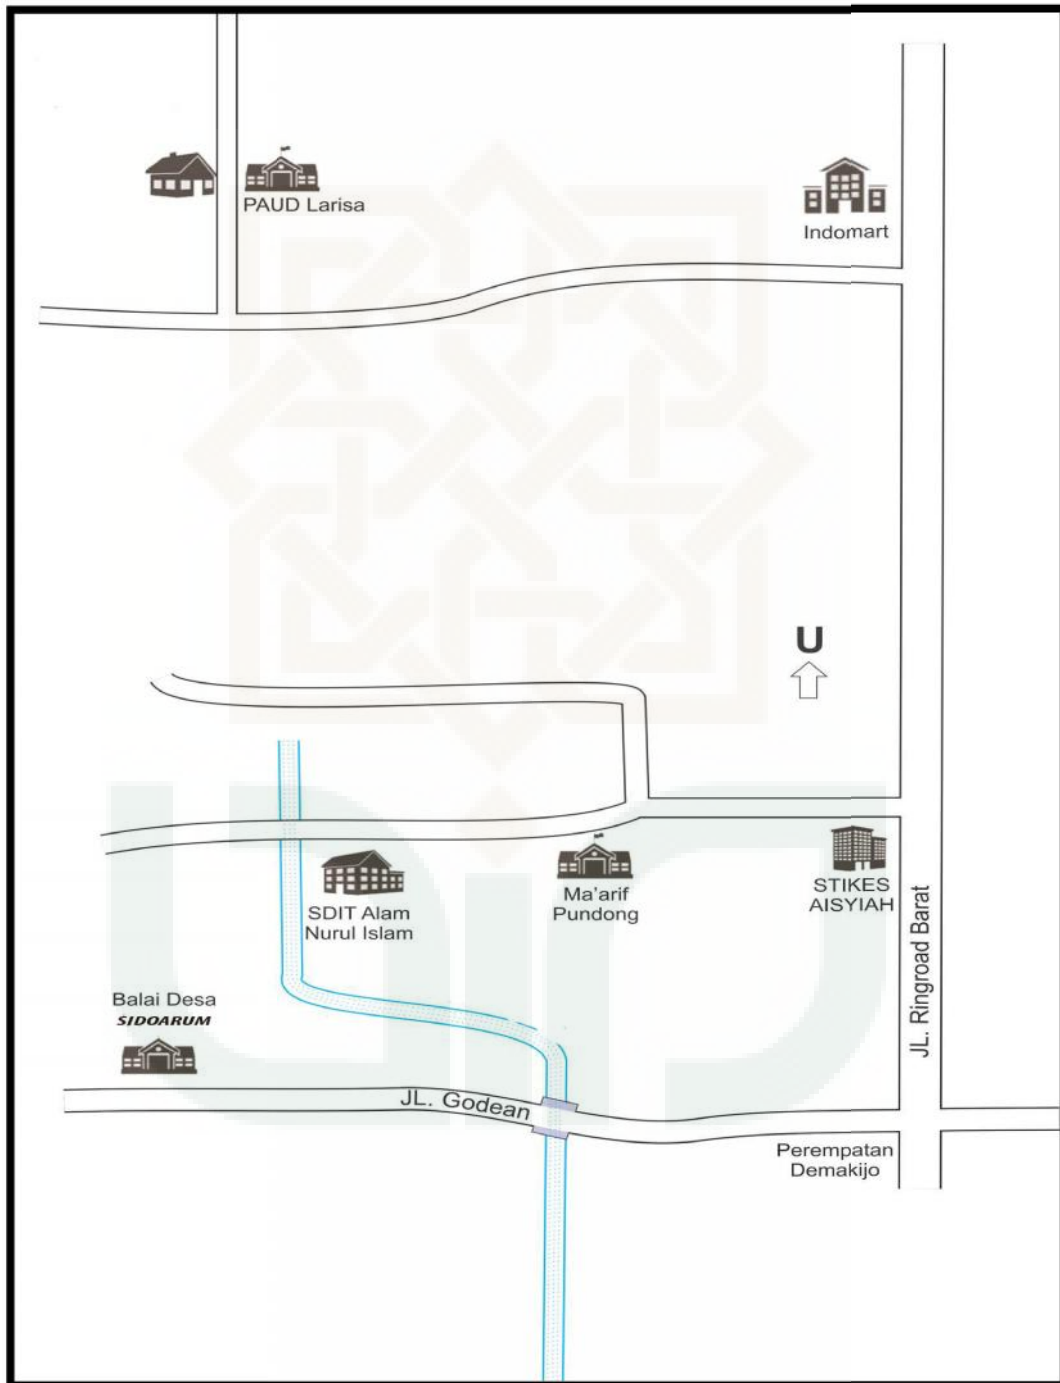 PAUD Larisa
Indomart
U
SDIT Alam
Nurul Islam
Ma'arif
Pundong
STIKES
AISYIAH
JL. Ringroad Barat
Balai Desa
SIDOARUM
JL. Godean
Perempatan
Demakijo